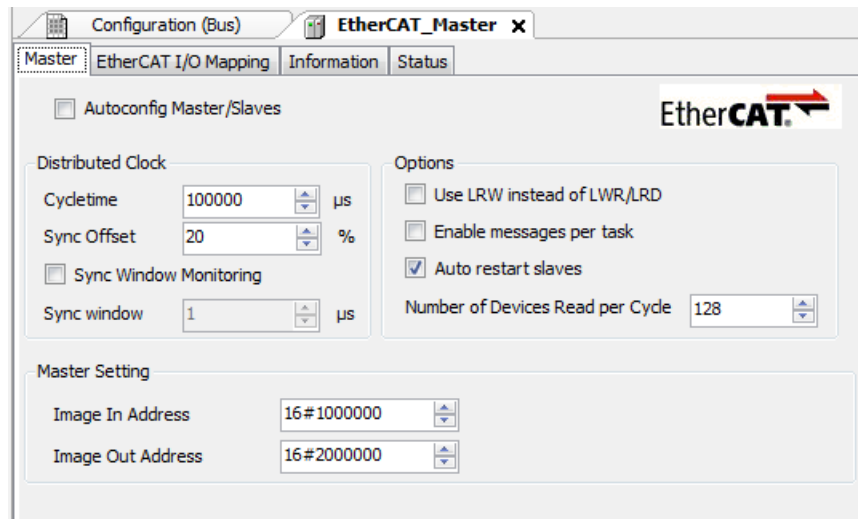 Configuration (Bus) EtherCAT_Master x
Master EtherCAT I/O Mapping Information Status
Autoconfig Master/Slaves
EtherCAT.
Distributed Clock
Cycletime 100000 µs
Sync Offset 20 %
Sync Window Monitoring
Sync window 1 µs
Options
Use LRW instead of LWR/LRD
Enable messages per task
Auto restart slaves
Number of Devices Read per Cycle 128
Master Setting
Image In Address 16#1000000
Image Out Address 16#2000000